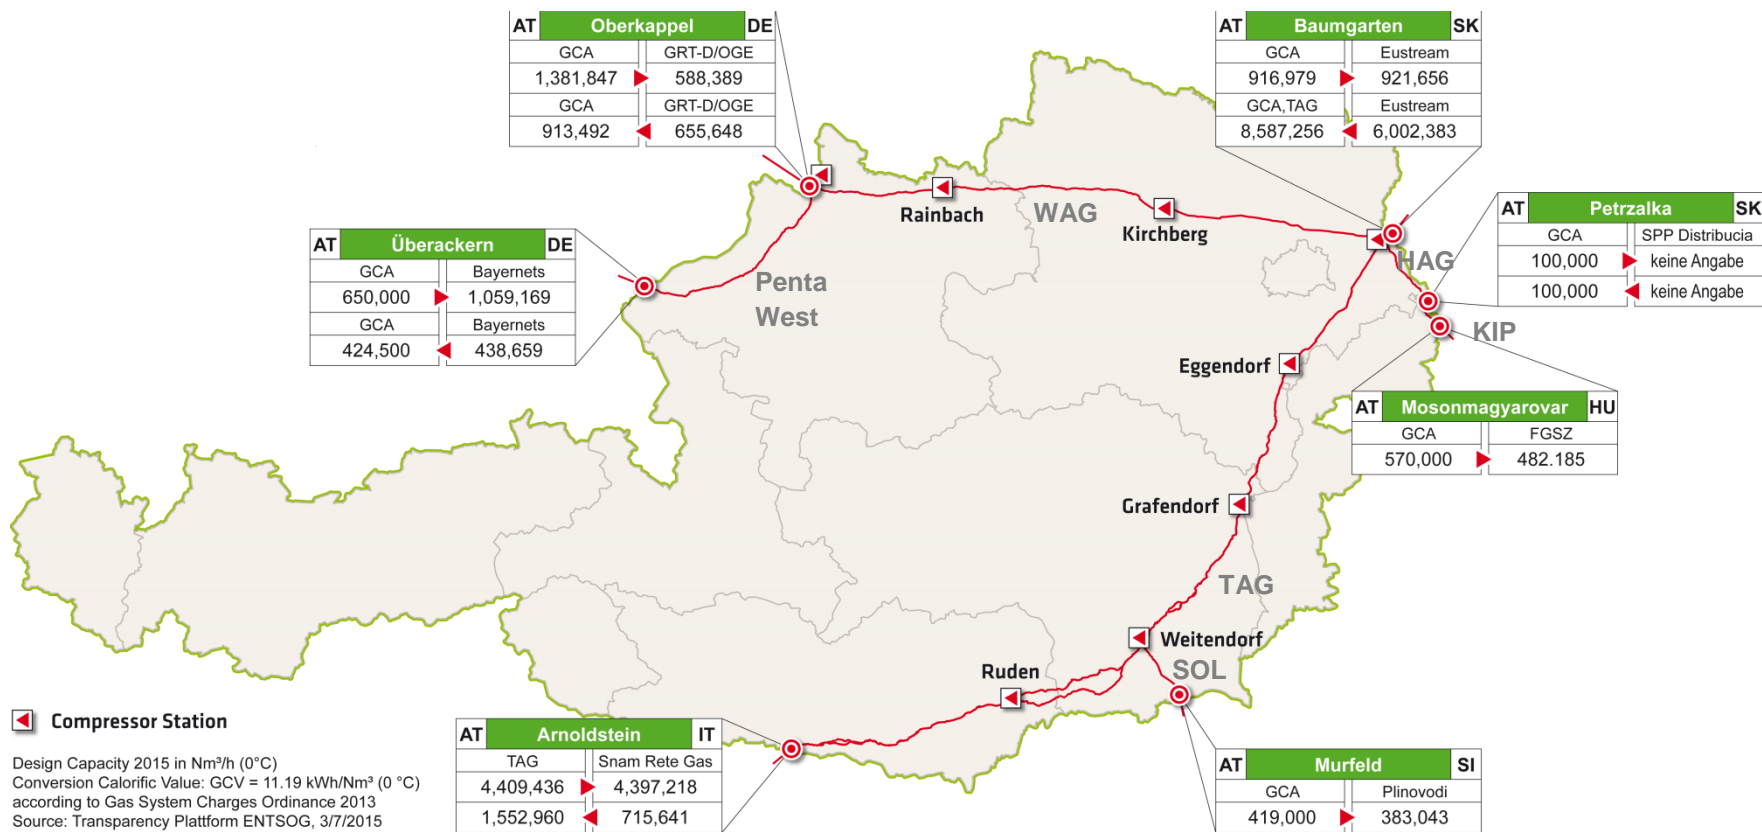 AT Oberkappel DE
GCA GRT-D/OGE
1,381,847 588,389
GCA GRT-D/OGE
913,492 655,648
AT Baumgarten SK
GCA Eustream
916,979 921,656
GCA,TAG Eustream
8,587,256 6,002,383
AT Petrzalka SK
GCA SPP Distribucia
100,000 keine Angabe
100,000 keine Angabe
AT Überackern DE
GCA Bayernets
650,000 1,059,169
GCA Bayernets
424,500 438,659
Rainbach
WAG
Kirchberg
HAG
Penta
West
KIP
Eggendorf
AT Mosonmagyarovar HU
GCA FGSZ
570,000 482.185
Grafendorf
TAG
Weitendorf
SOL
Ruden
Compressor Station
AT Arnoldstein IT
TAG Snam Rete Gas
4,409,436 4,397,218
1,552,960 715,641
AT Murfeld SI
GCA Plinovodi
419,000 383,043
Design Capacity 2015 in Nm³/h (0°C)
Conversion Calorific Value: GCV = 11.19 kWh/Nm³ (0 °C)
according to Gas System Charges Ordinance 2013
Source: Transparency Plattform ENTSOG, 3/7/2015